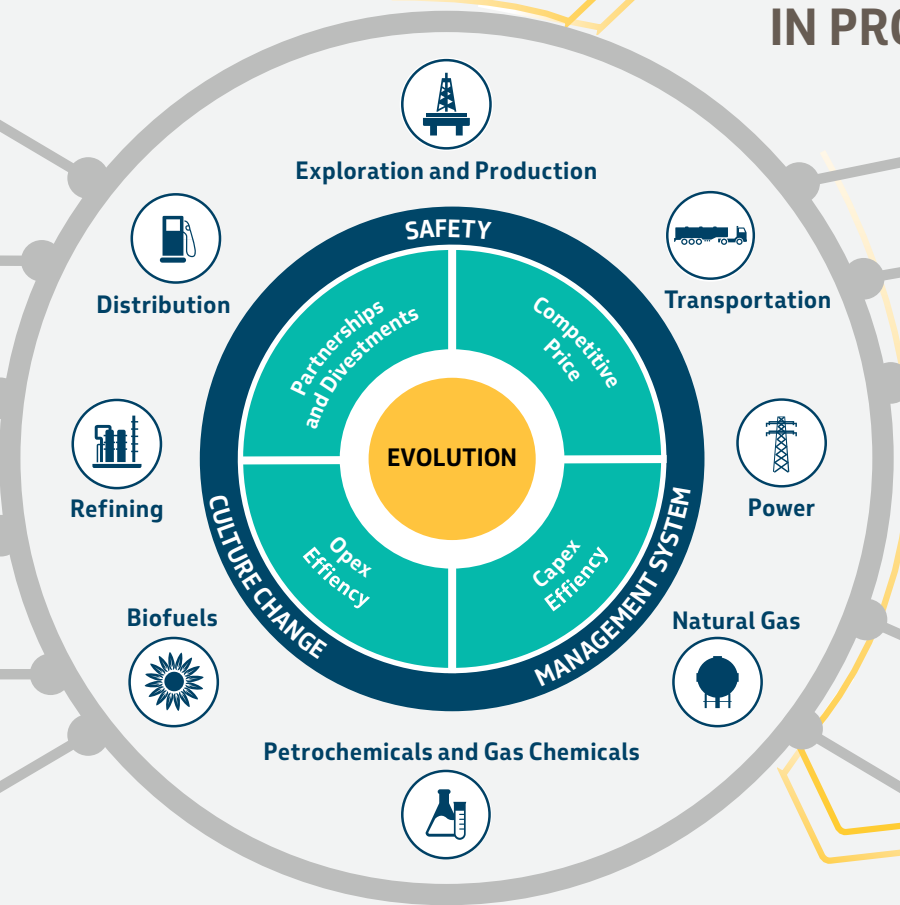 IN PRO
Exploration and Production
Distribution
Transportation
SAFETY
Partnerships
and Divestments
Competitive
Price
EVOLUTION
Refining
Power
CULTURE CHANGE
Opex
Effiency
Capex
Effiency
MANAGEMENT SYSTEM
Biofuels
Natural Gas
Petrochemicals and Gas Chemicals